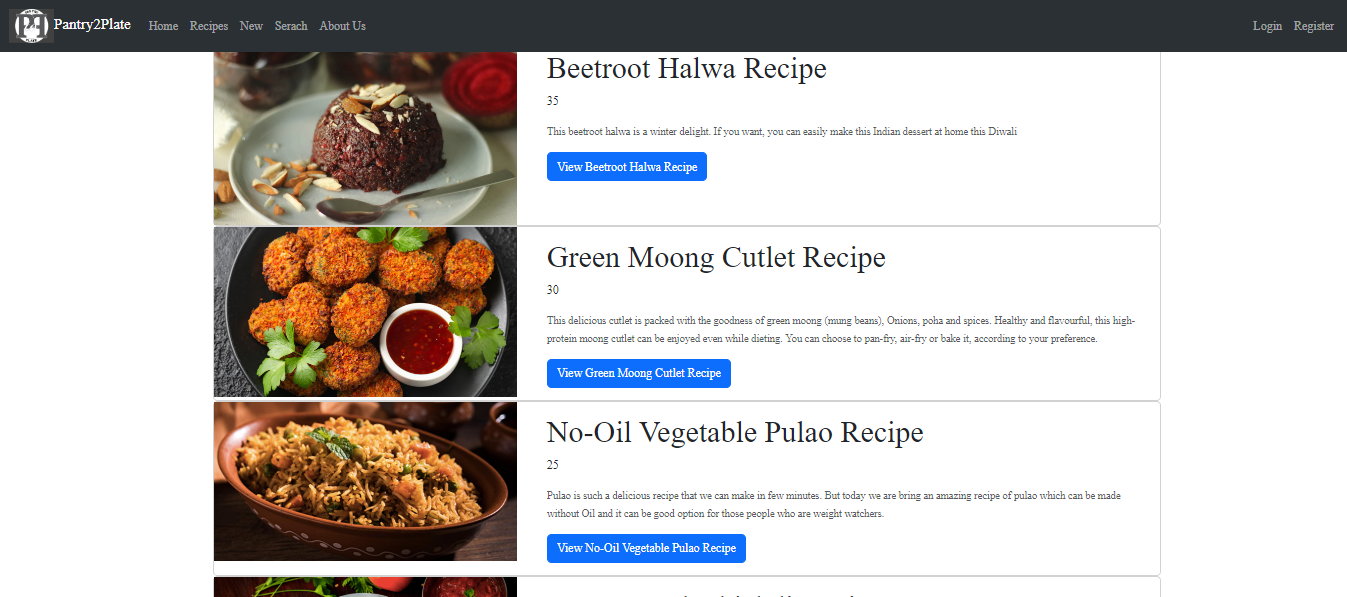 Pantry2Plate Home Recipes New Serach About Us Login Register
Beetroot Halwa Recipe
35
This beetroot halwa is a winter delight. If you want, you can easily make this Indian dessert at home this Diwali
View Beetroot Halwa Recipe
Green Moong Cutlet Recipe
30
This delicious cutlet is packed with the goodness of green moong (mung beans), Onions, poha and spices. Healthy and flavourful, this high-
protein moong cutlet can be enjoyed even while dieting. You can choose to pan-fry, air-fry or bake it, according to your preference.
View Green Moong Cutlet Recipe
No-Oil Vegetable Pulao Recipe
25
Pulao is such a delicious recipe that we can make in few minutes. But today we are bring an amazing recipe of pulao which can be made
without Oil and it can be good option for those people who are weight watchers.
View No-Oil Vegetable Pulao Recipe